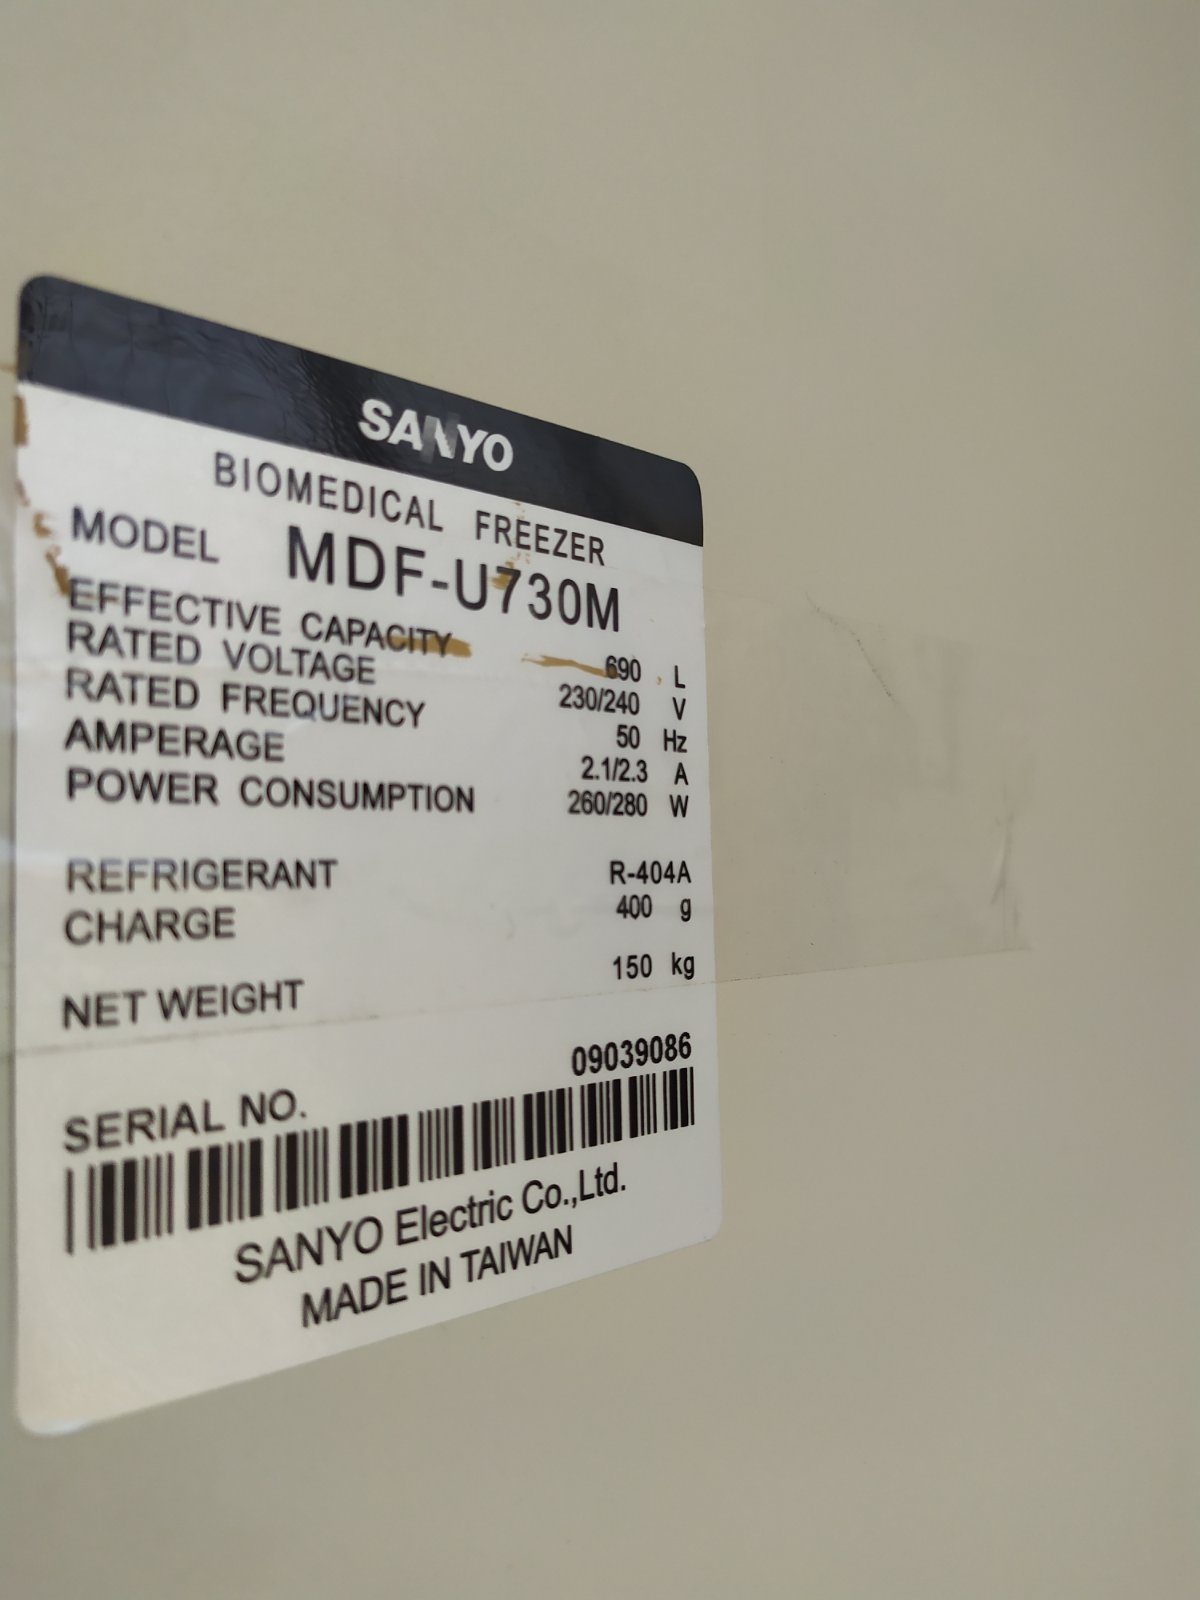 SANYO
BIOMEDICAL FREEZER
MODEL MDF-U730M
EFFECTIVE CAPACITY 690 L
RATED VOLTAGE 230/240 V
RATED FREQUENCY 50 Hz
AMPERAGE 2.1/2.3 A
POWER CONSUMPTION 260/280 W
REFRIGERANT R-404A
CHARGE 400 g
NET WEIGHT 150 kg
SERIAL NO. 09039086
SANYO Electric Co.,Ltd.
MADE IN TAIWAN